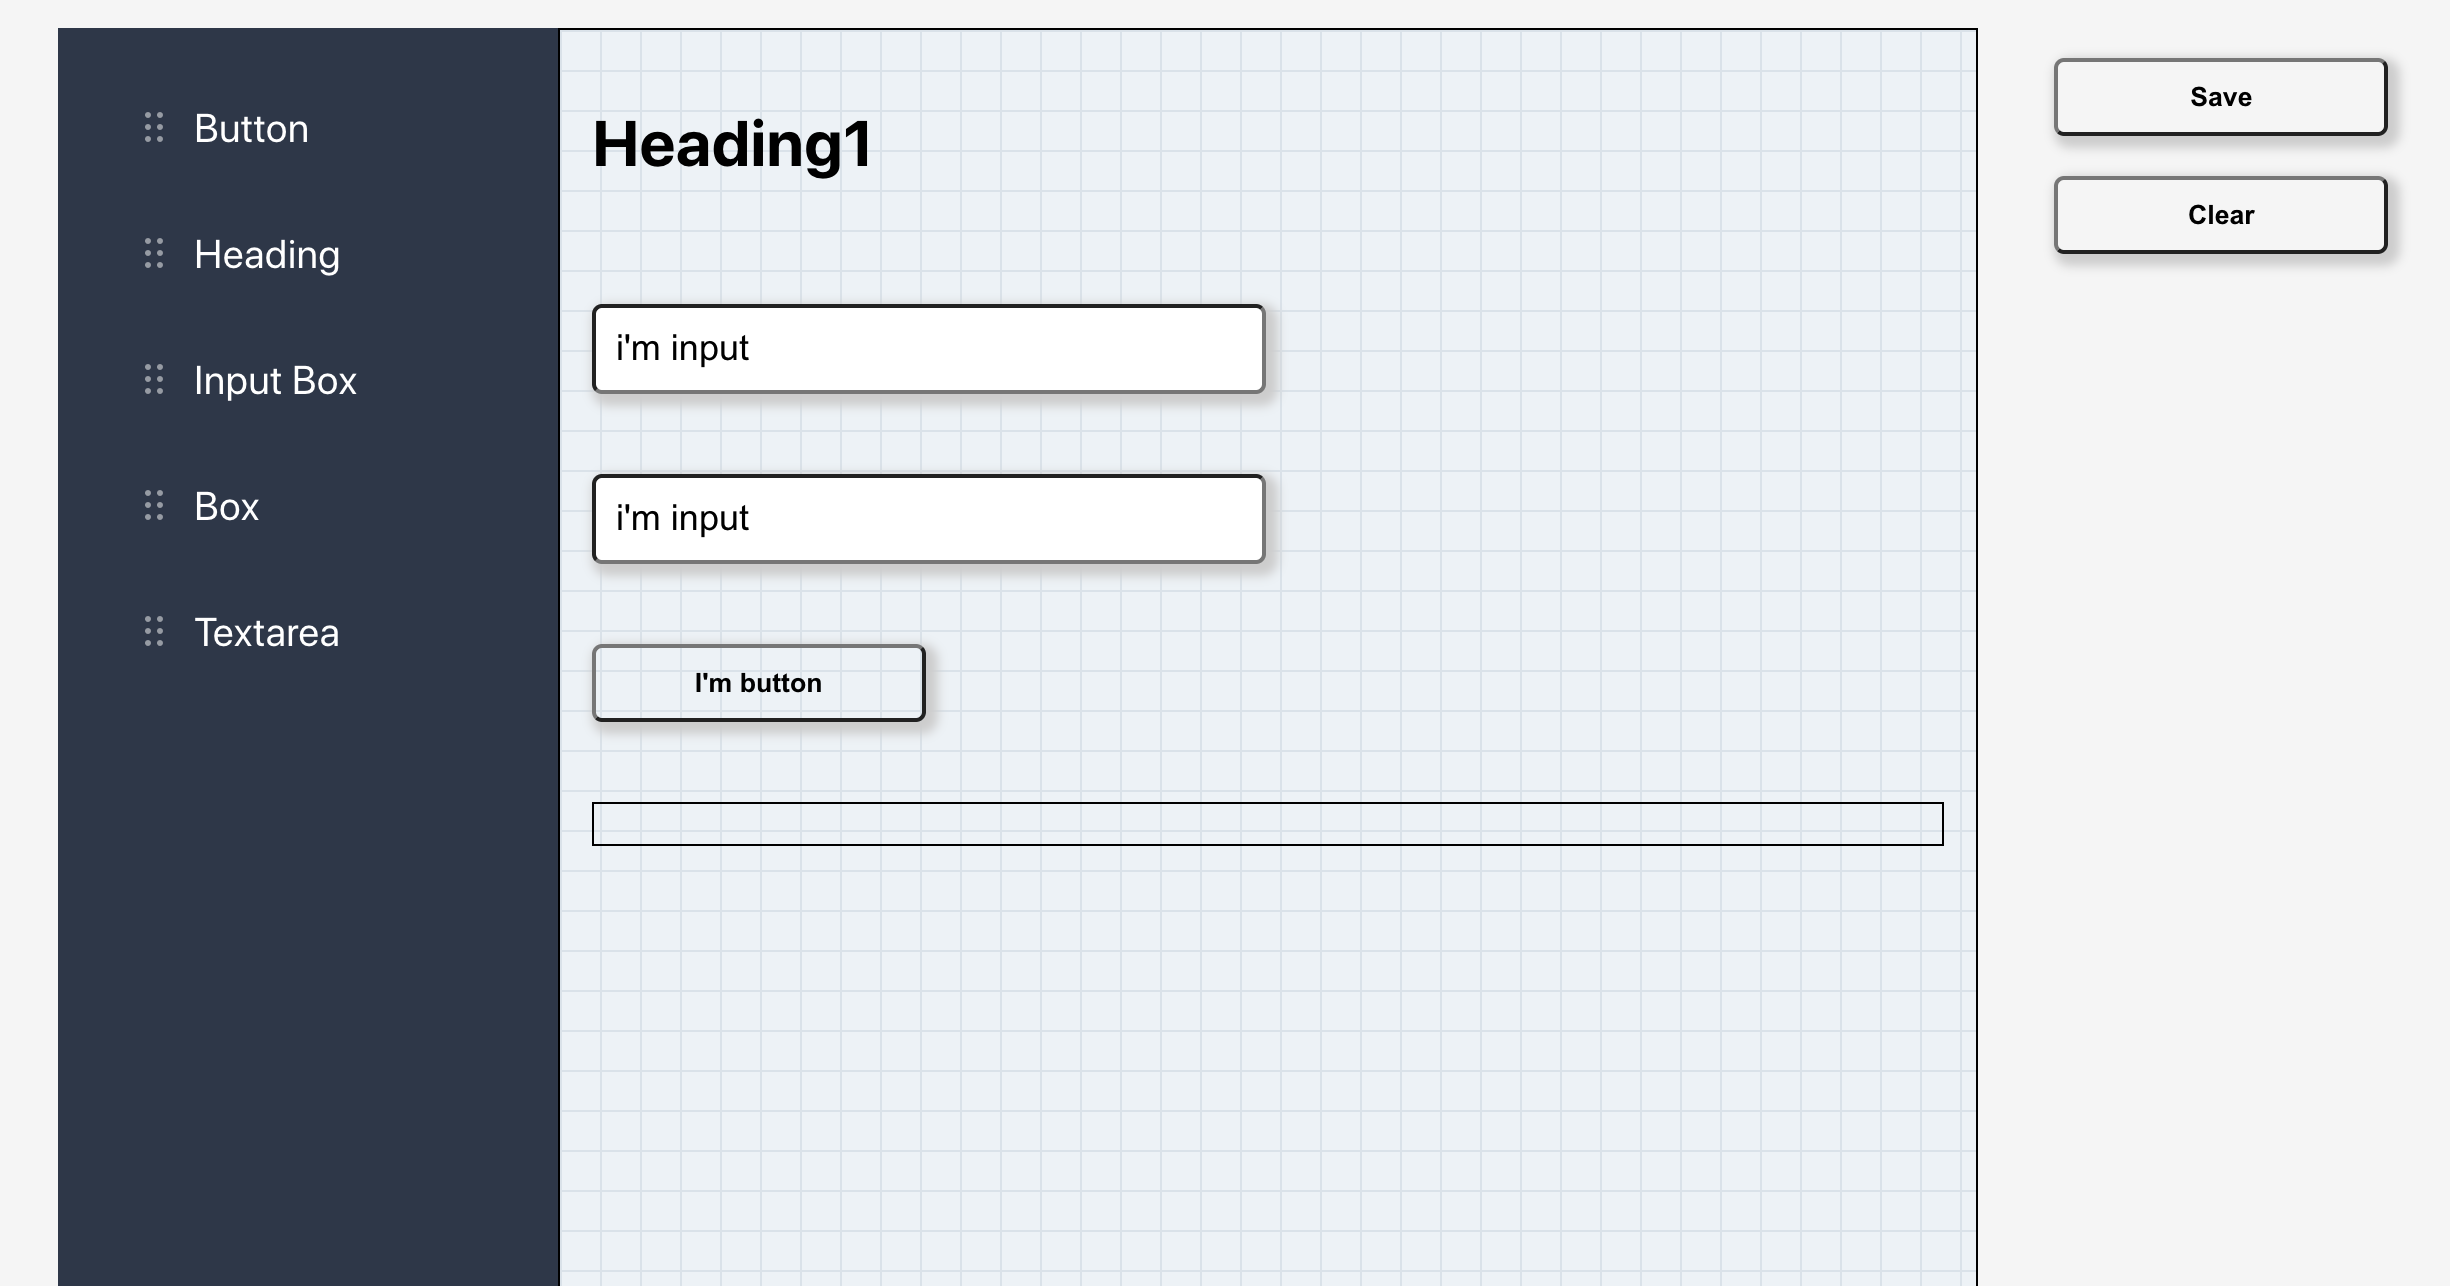 Button
Heading
Input Box
Box
Textarea
Heading1
i'm input
i'm input
I'm button
Save
Clear